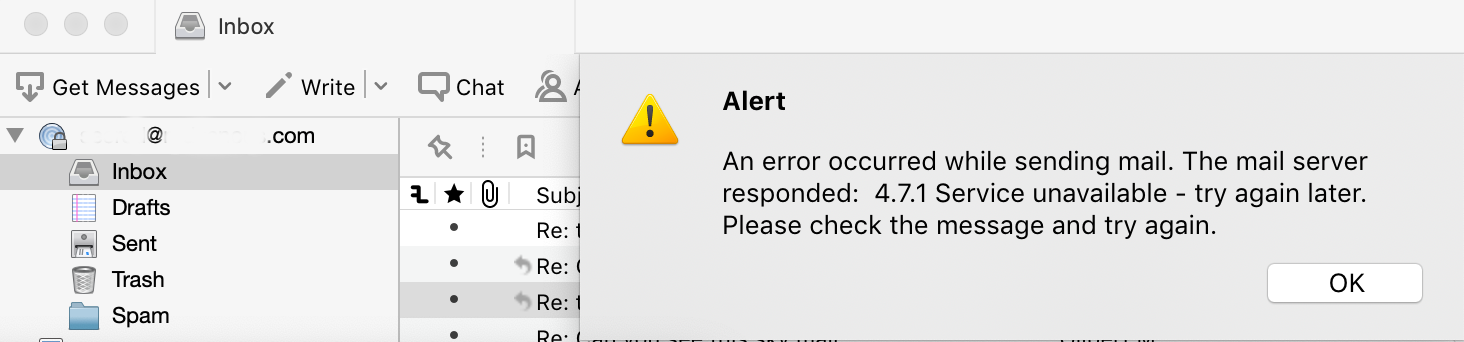 Inbox
Get Messages
Write
Chat
Alert
An error occurred while sending mail. The mail server
responded: 4.7.1 Service unavailable - try again later.
Please check the message and try again.
OK
@ .com
Inbox
Drafts
Sent
Trash
Spam
Subj
Re: t
Re:
Re: t
Re: